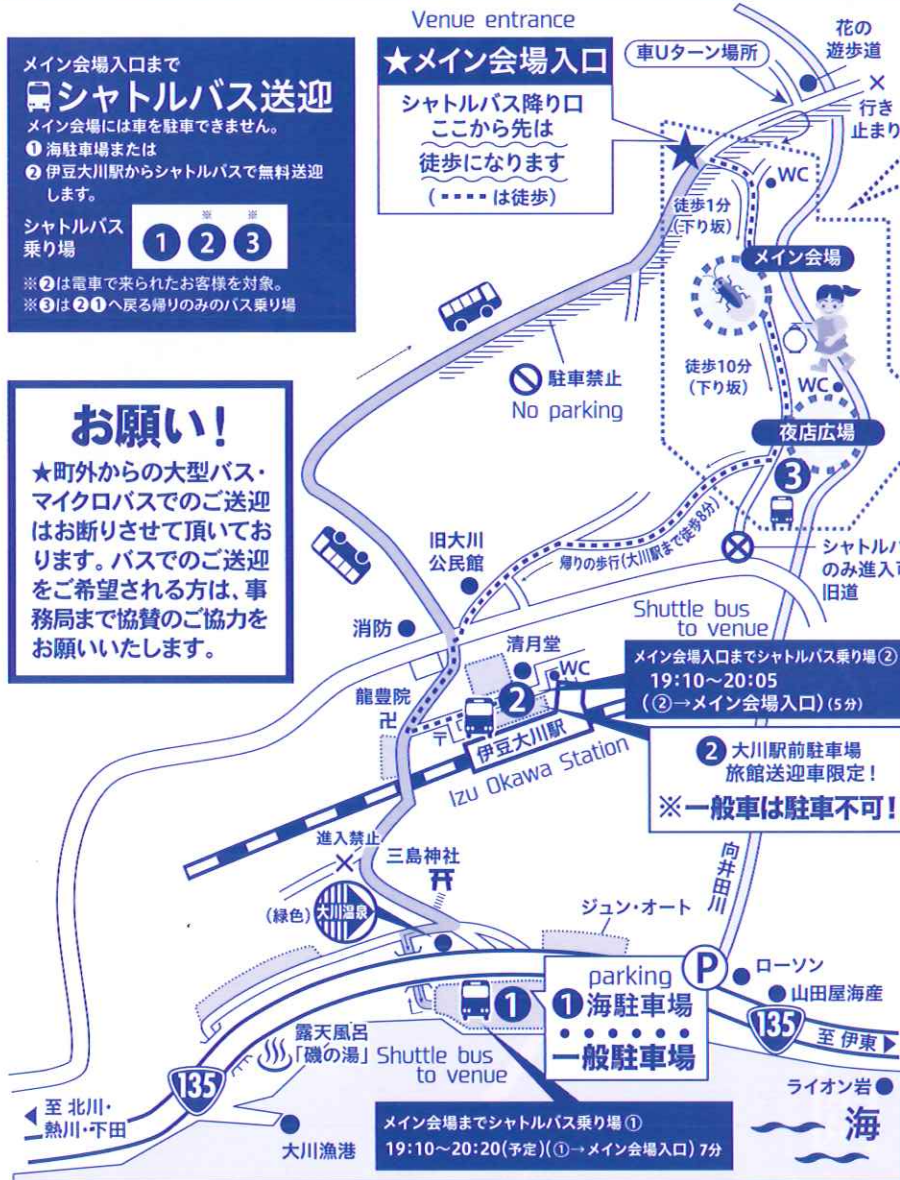 メイン会場入口まで
シャトルバス送迎
メイン会場には車を駐車できません。
❶ 海駐車場または
❷ 伊豆大川駅からシャトルバスで無料送迎
します。
シャトルバス
乗り場
※ ※
❶ ❷ ❸
※❷は電車で来られたお客様を対象。
※❸は❷❶へ戻る帰りのみのバス乗り場
Venue entrance
★メイン会場入口
シャトルバス降り口
ここから先は
徒歩になります
(----は徒歩)
車Uターン場所
花の
遊歩道
×
行き
止まり
WC
徒歩1分
(下り坂)
メイン会場
徒歩10分
(下り坂)
WC
夜店広場
❸
駐車禁止
No parking
お願い!
★町外からの大型バス・
マイクロバスでのご送迎
はお断りさせて頂いてお
ります。バスでのご送迎
をご希望される方は、事
務局まで協賛のご協力を
お願いいたします。
旧大川
公民館
帰りの歩行(大川駅まで徒歩8分)
シャトルバ
のみ進入可
旧道
消防
清月堂
WC
Shuttle bus
to venue
メイン会場入口までシャトルバス乗り場②
19:10〜20:05
(②→メイン会場入口)(5分)
龍豊院
卍
〒
❷
伊豆大川駅
Izu Okawa Station
❷ 大川駅前駐車場
旅館送迎車限定!
※一般車は駐車不可!
進入禁止
×
三島神社
向井田川
(緑色)
大川温泉
ジュン・オート
P
ローソン
山田屋海産
parking
❶海駐車場
一般駐車場
❶
135
至 伊東
露天風呂
「磯の湯」
Shuttle bus
to venue
135
ライオン岩
海
至 北川・
熱川・下田
大川漁港
メイン会場までシャトルバス乗り場①
19:10〜20:20(予定)(①→メイン会場入口)7分